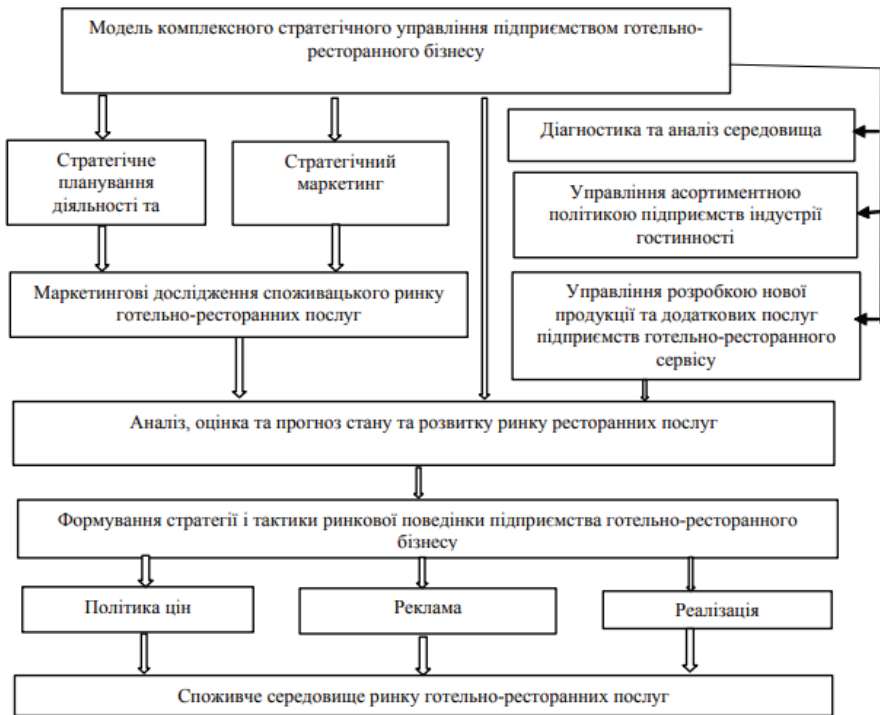 Модель комплексного стратегічного управління підприємством готельно-
ресторанного бізнесу
Діагностика та аналіз середовища
Стратегічне
планування
діяльності та
Стратегічний
маркетинг
Управління асортиментною
політикою підприємств індустрії
гостинності
Маркетингові дослідження споживацького ринку
готельно-ресторанних послуг
Управління розробкою нової
продукції та додаткових послуг
підприємств готельно-ресторанного
сервісу
Аналіз, оцінка та прогноз стану та розвитку ринку ресторанних послуг
Формування стратегії і тактики ринкової поведінки підприємства готельно-ресторанного
бізнесу
Політика цін
Реклама
Реалізація
Споживче середовище ринку готельно-ресторанних послуг